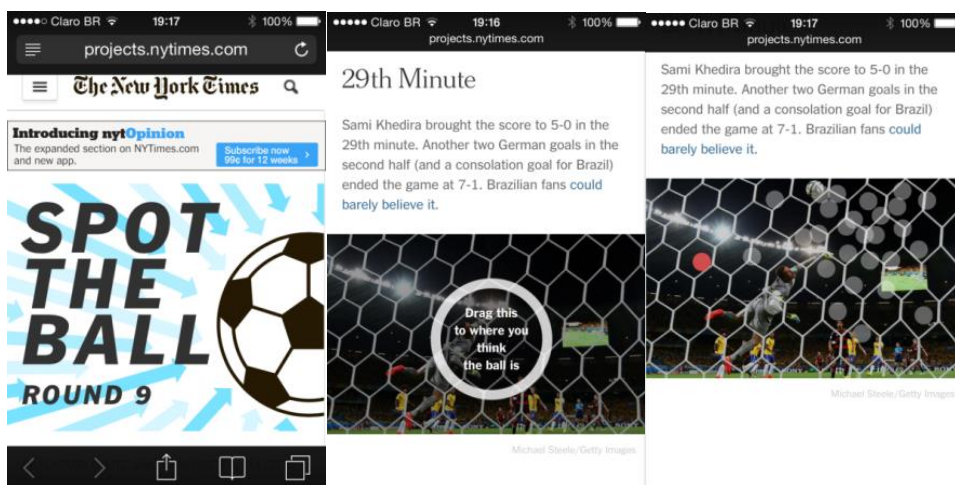 Claro BR 19:17 100%
projects.nytimes.com
The New York Times
Introducing nytOpinion
The expanded section on NYTimes.com
and new app.
Subscribe now
99¢ for 12 weeks
SPOT
THE
BALL
ROUND 9
Claro BR 19:16 100%
projects.nytimes.com
29th Minute
Sami Khedira brought the score to 5-0 in the
29th minute. Another two German goals in the
second half (and a consolation goal for Brazil)
ended the game at 7-1. Brazilian fans could
barely believe it.
Drag this
to where you
think
the ball is
Michael Steele/Getty Images
Claro BR 19:17 100%
projects.nytimes.com
Sami Khedira brought the score to 5-0 in the
29th minute. Another two German goals in the
second half (and a consolation goal for Brazil)
ended the game at 7-1. Brazilian fans could
barely believe it.
Michael Steele/Getty Images